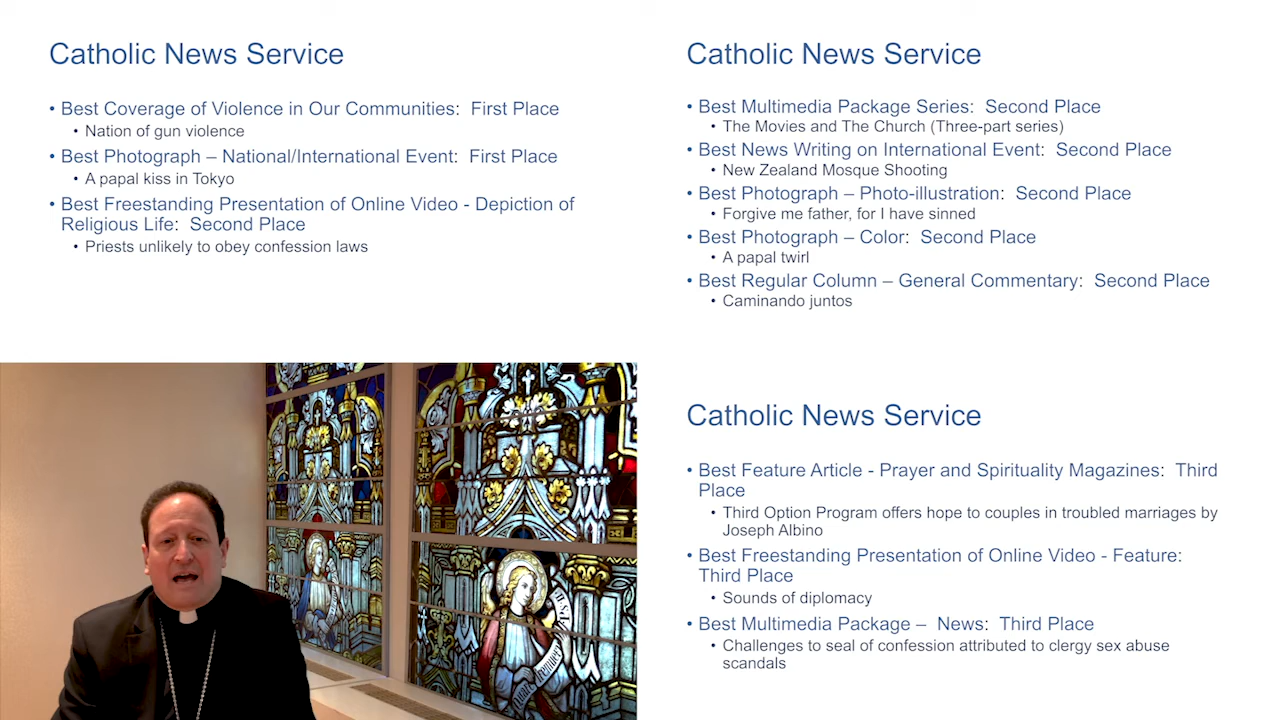 Catholic News Service
• Best Coverage of Violence in Our Communities:  First Place
• Nation of gun violence
• Best Photograph – National/International Event:  First Place
• A papal kiss in Tokyo
• Best Freestanding Presentation of Online Video - Depiction of
Religious Life:  Second Place
• Priests unlikely to obey confession laws
Catholic News Service
• Best Multimedia Package Series:  Second Place
• The Movies and The Church (Three-part series)
• Best News Writing on International Event:  Second Place
• New Zealand Mosque Shooting
• Best Photograph – Photo-illustration:  Second Place
• Forgive me father, for I have sinned
• Best Photograph – Color:  Second Place
• A papal twirl
• Best Regular Column – General Commentary:  Second Place
• Caminando juntos
Catholic News Service
• Best Feature Article - Prayer and Spirituality Magazines:  Third
Place
• Third Option Program offers hope to couples in troubled marriages by
Joseph Albino
• Best Freestanding Presentation of Online Video - Feature:
Third Place
• Sounds of diplomacy
• Best Multimedia Package –  News:  Third Place
• Challenges to seal of confession attributed to clergy sex abuse
scandals